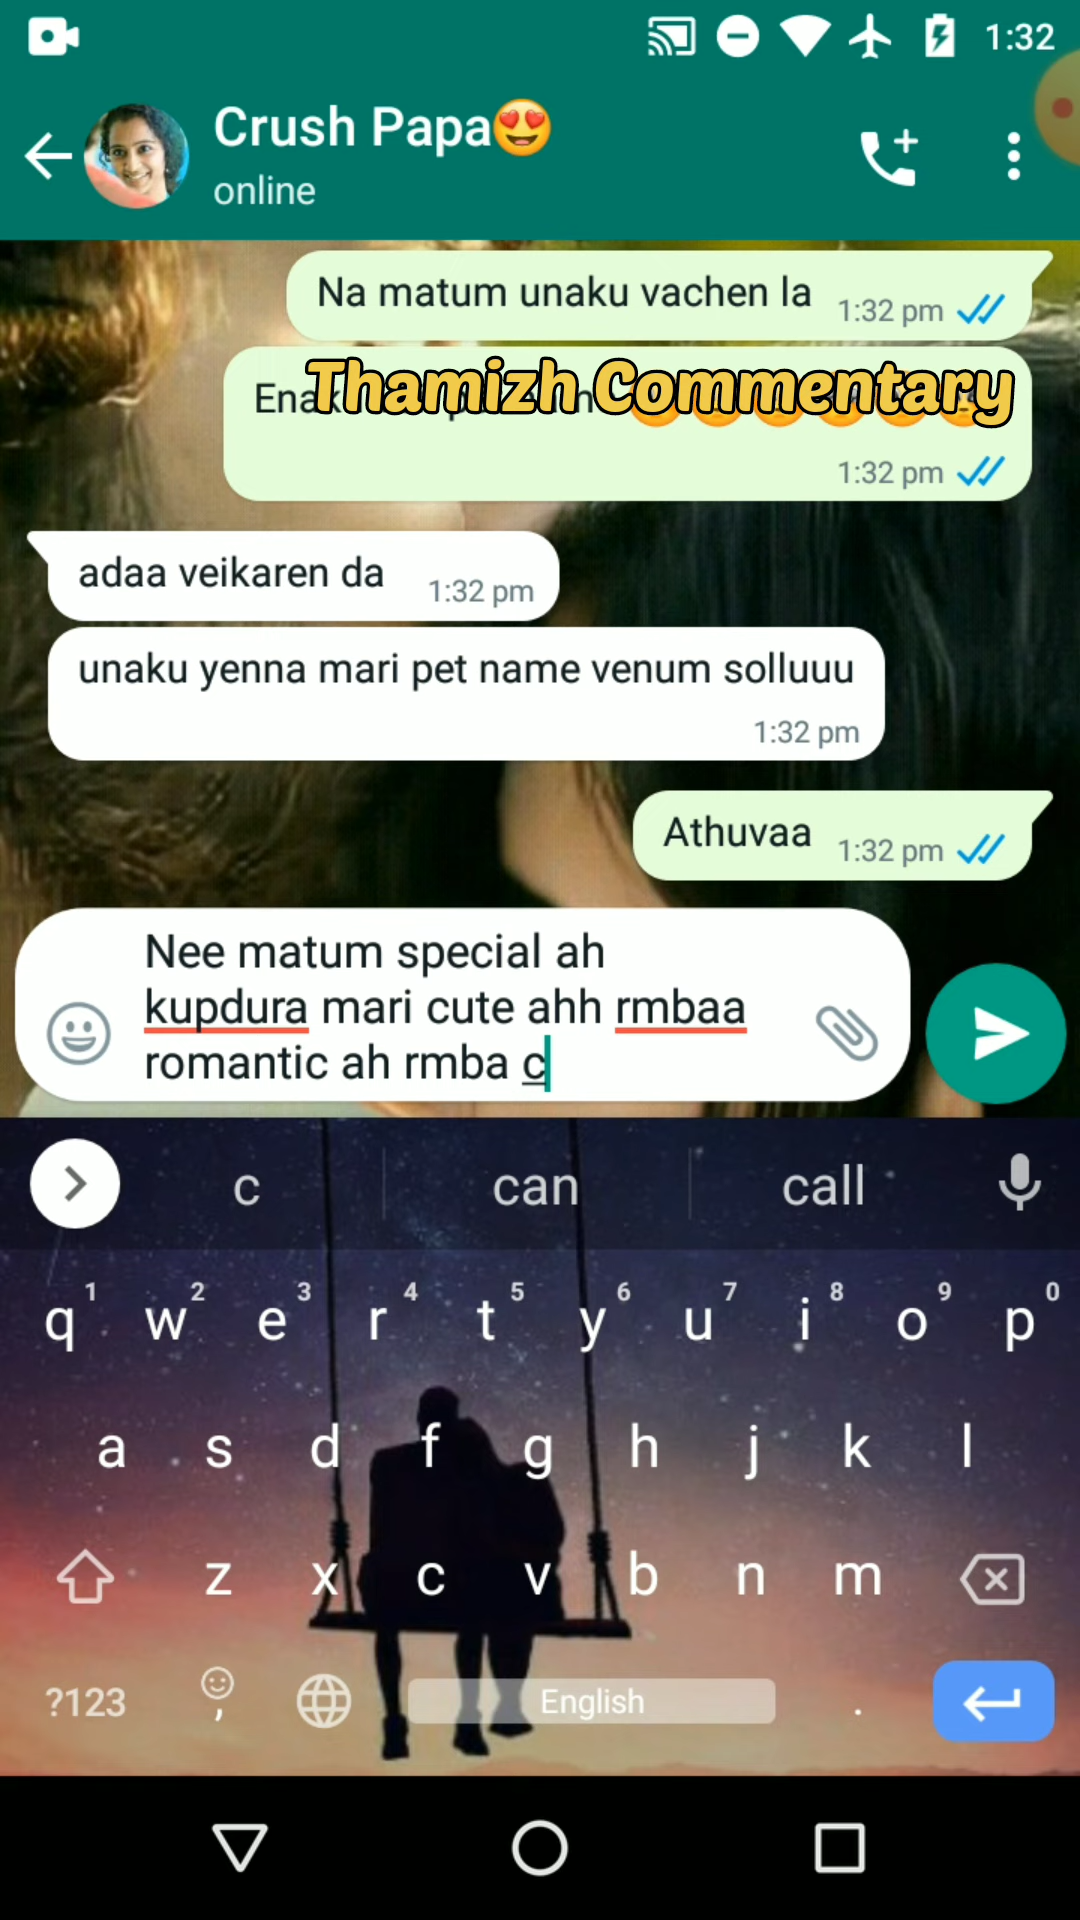 1:32
Crush Papa
online
Na matum unaku vachen la
1:32 pm
Thamizh Commentary
1:32 pm
adaa veikaren da
1:32 pm
unaku yenna mari pet name venum solluuu
1:32 pm
Athuvaa
1:32 pm
Nee matum special ah
kupdura mari cute ahh rmbaa
romantic ah rmba c
c can call
1 2 3 4 5 6 7 8 9 0
q w e r t y u i o p
a s d f g h j k l
z x c v b n m
?123 , English .